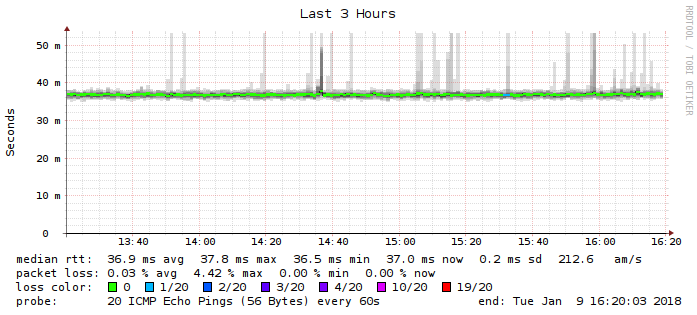 Last 3 Hours
RRDTOOL / TOBI OETIKER
Seconds
50 m
40 m
30 m
20 m
10 m
0
13:40 14:00 14:20 14:40 15:00 15:20 15:40 16:00 16:20
median rtt: 36.9 ms avg 37.8 ms max 36.5 ms min 37.0 ms now 0.2 ms sd 212.6 am/s
packet loss: 0.03 % avg 4.42 % max 0.00 % min 0.00 % now
loss color: 0 1/20 2/20 3/20 4/20 10/20 19/20
probe: 20 ICMP Echo Pings (56 Bytes) every 60s end: Tue Jan 9 16:20:03 2018